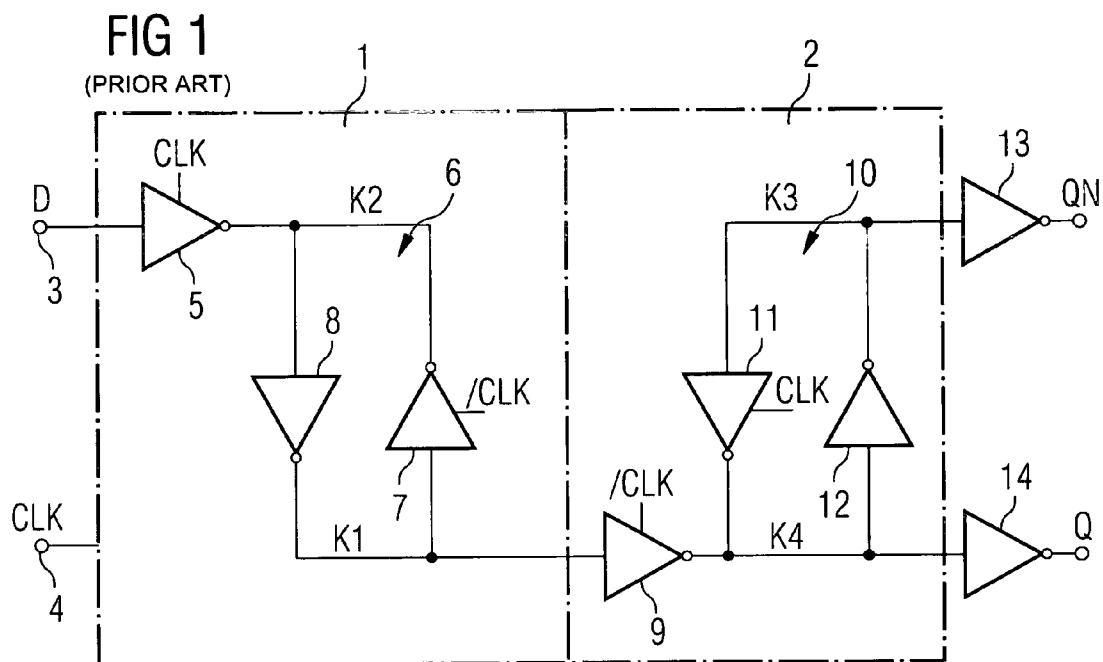 FIG 1
(PRIOR ART)
1
2
CLK
D
3
5
K2
6
K3
10
13
QN
8
/CLK
7
11
CLK
12
CLK
4
K1
/CLK
9
K4
14
Q